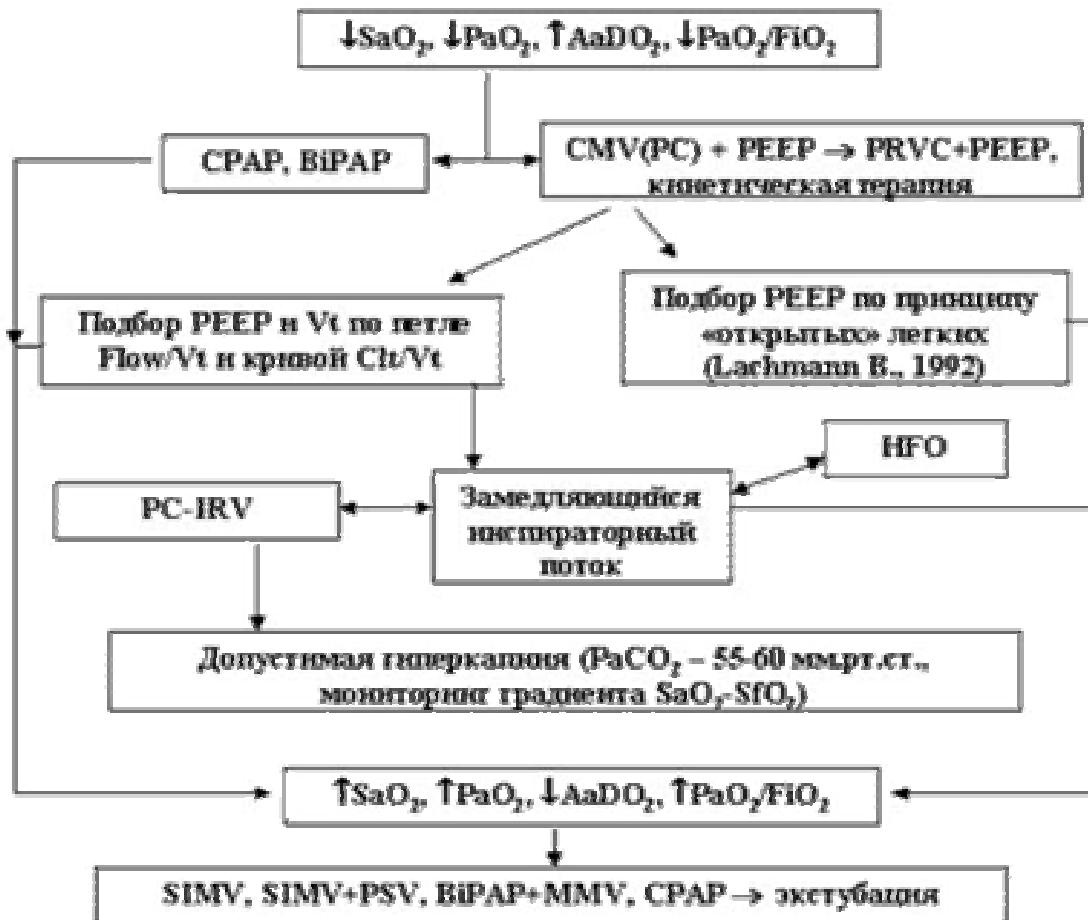 ↓SaO₂, ↓PaO₂, ↑AaDO₂, ↓PaO₂/FiO₂
CPAP, BiPAP
CMV(PC) + PEEP → PRVC+PEEP,
кинетическая терапия
Подбор PEEP и Vt по петле
Flow/Vt и кривой Clt/Vt
Подбор PEEP по принципу
«открытых» легких
(Lachmann B., 1992)
HFO
PC-IRV
Замедляющийся
инспираторный
поток
Допустимая гиперкапния (PaCO₂ – 55-60 мм.рт.ст.,
мониторинг градиента SaO₂-SfO₂)
↑SaO₂, ↑PaO₂, ↓AaDO₂, ↑PaO₂/FiO₂
SIMV, SIMV+PSV, BiPAP+MMV, CPAP → экстубация